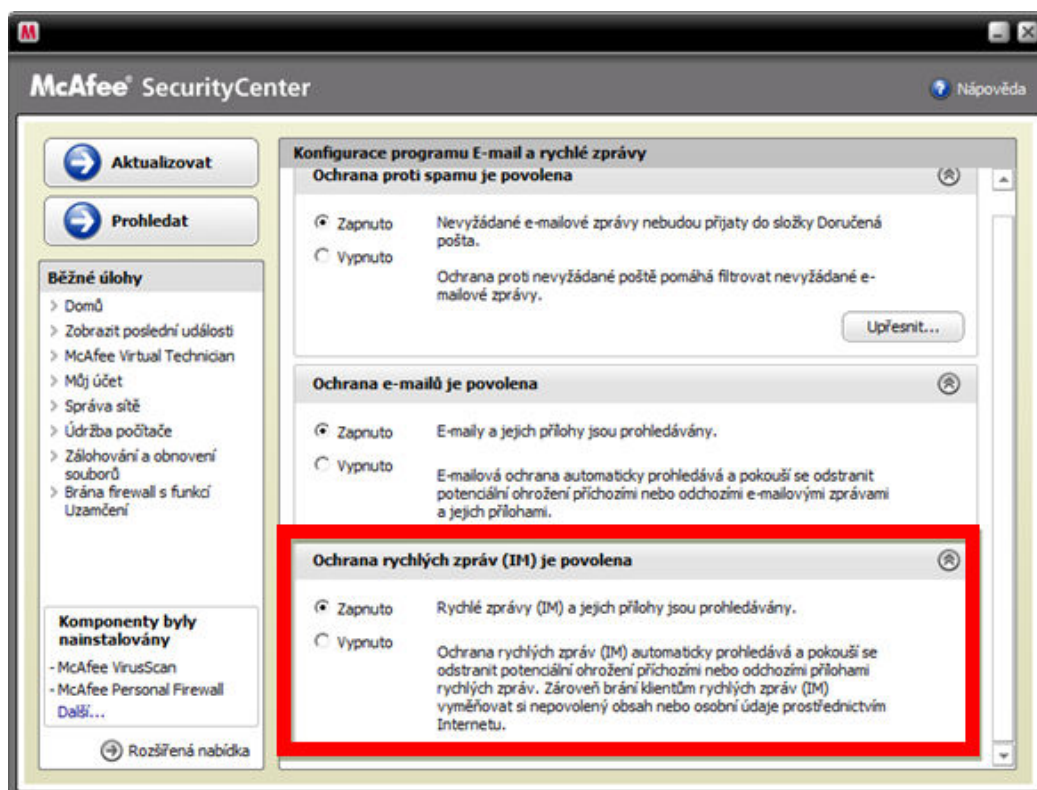 McAfee® SecurityCenter
Nápověda
Aktualizovat
Prohledat
Běžné úlohy
> Domů
> Zobrazit poslední události
> McAfee Virtual Technician
> Můj účet
> Správa sítě
> Údržba počítače
> Zálohování a obnovení
souborů
> Brána firewall s funkcí
Uzamčení
Komponenty byly
nainstalovány
- McAfee VirusScan
- McAfee Personal Firewall
Další...
Rozšířená nabídka
Konfigurace programu E-mail a rychlé zprávy
Ochrana proti spamu je povolena
Zapnuto
Nevyžádané e-mailové zprávy nebudou přijaty do složky Doručená
pošta.
Vypnuto
Ochrana proti nevyžádané poště pomáhá filtrovat nevyžádané e-
mailové zprávy.
Upřesnit...
Ochrana e-mailů je povolena
Zapnuto
E-maily a jejich přílohy jsou prohledávány.
Vypnuto
E-mailová ochrana automaticky prohledává a pokouší se odstranit
potenciální ohrožení příchozími nebo odchozími e-mailovými zprávami
a jejich přílohami.
Ochrana rychlých zpráv (IM) je povolena
Zapnuto
Rychlé zprávy (IM) a jejich přílohy jsou prohledávány.
Vypnuto
Ochrana rychlých zpráv (IM) automaticky prohledává a pokouší se
odstranit potenciální ohrožení příchozími nebo odchozími přílohami
rychlých zpráv. Zároveň brání klientům rychlých zpráv (IM)
vyměňovat si nepovolený obsah nebo osobní údaje prostřednictvím
Internetu.